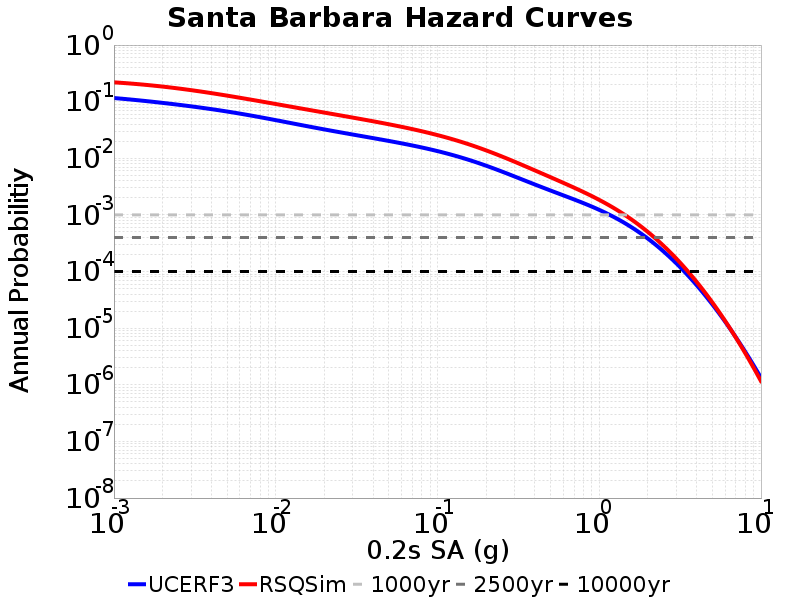 Santa Barbara Hazard Curves
Annual Probabilitiy
10^0
10^-1
10^-2
10^-3
10^-4
10^-5
10^-6
10^-7
10^-8
10^-3 10^-2 10^-1 10^0 10^1
0.2s SA (g)
UCERF3 RSQSim 1000yr 2500yr 10000yr